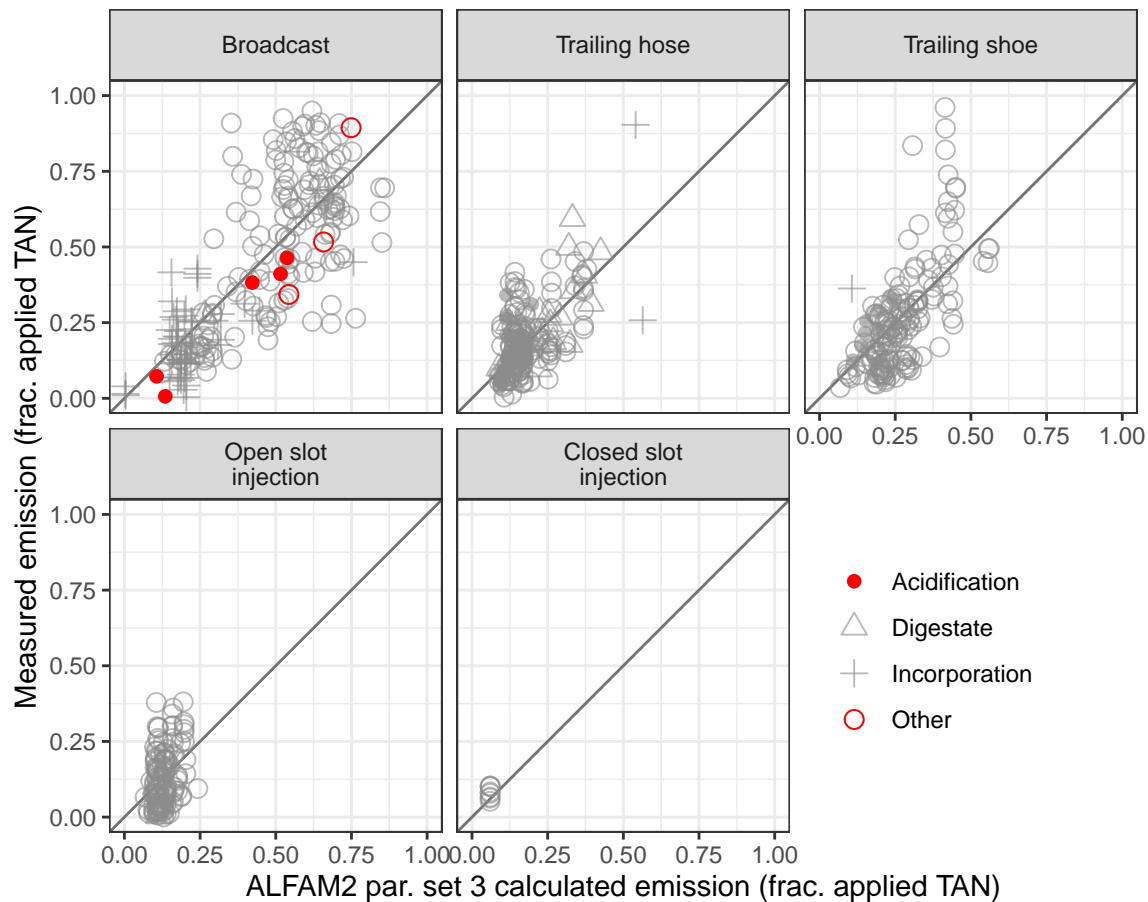 Broadcast
Trailing hose
Trailing shoe
1.00
0.75
0.50
0.25
0.00
0.00 0.25 0.50 0.75 1.00
Open slot
injection
Closed slot
injection
1.00
0.75
0.50
0.25
0.00
0.00 0.25 0.50 0.75 1.00
0.00 0.25 0.50 0.75 1.00
Measured emission (frac. applied TAN)
ALFAM2 par. set 3 calculated emission (frac. applied TAN)
Acidification
Digestate
Incorporation
Other